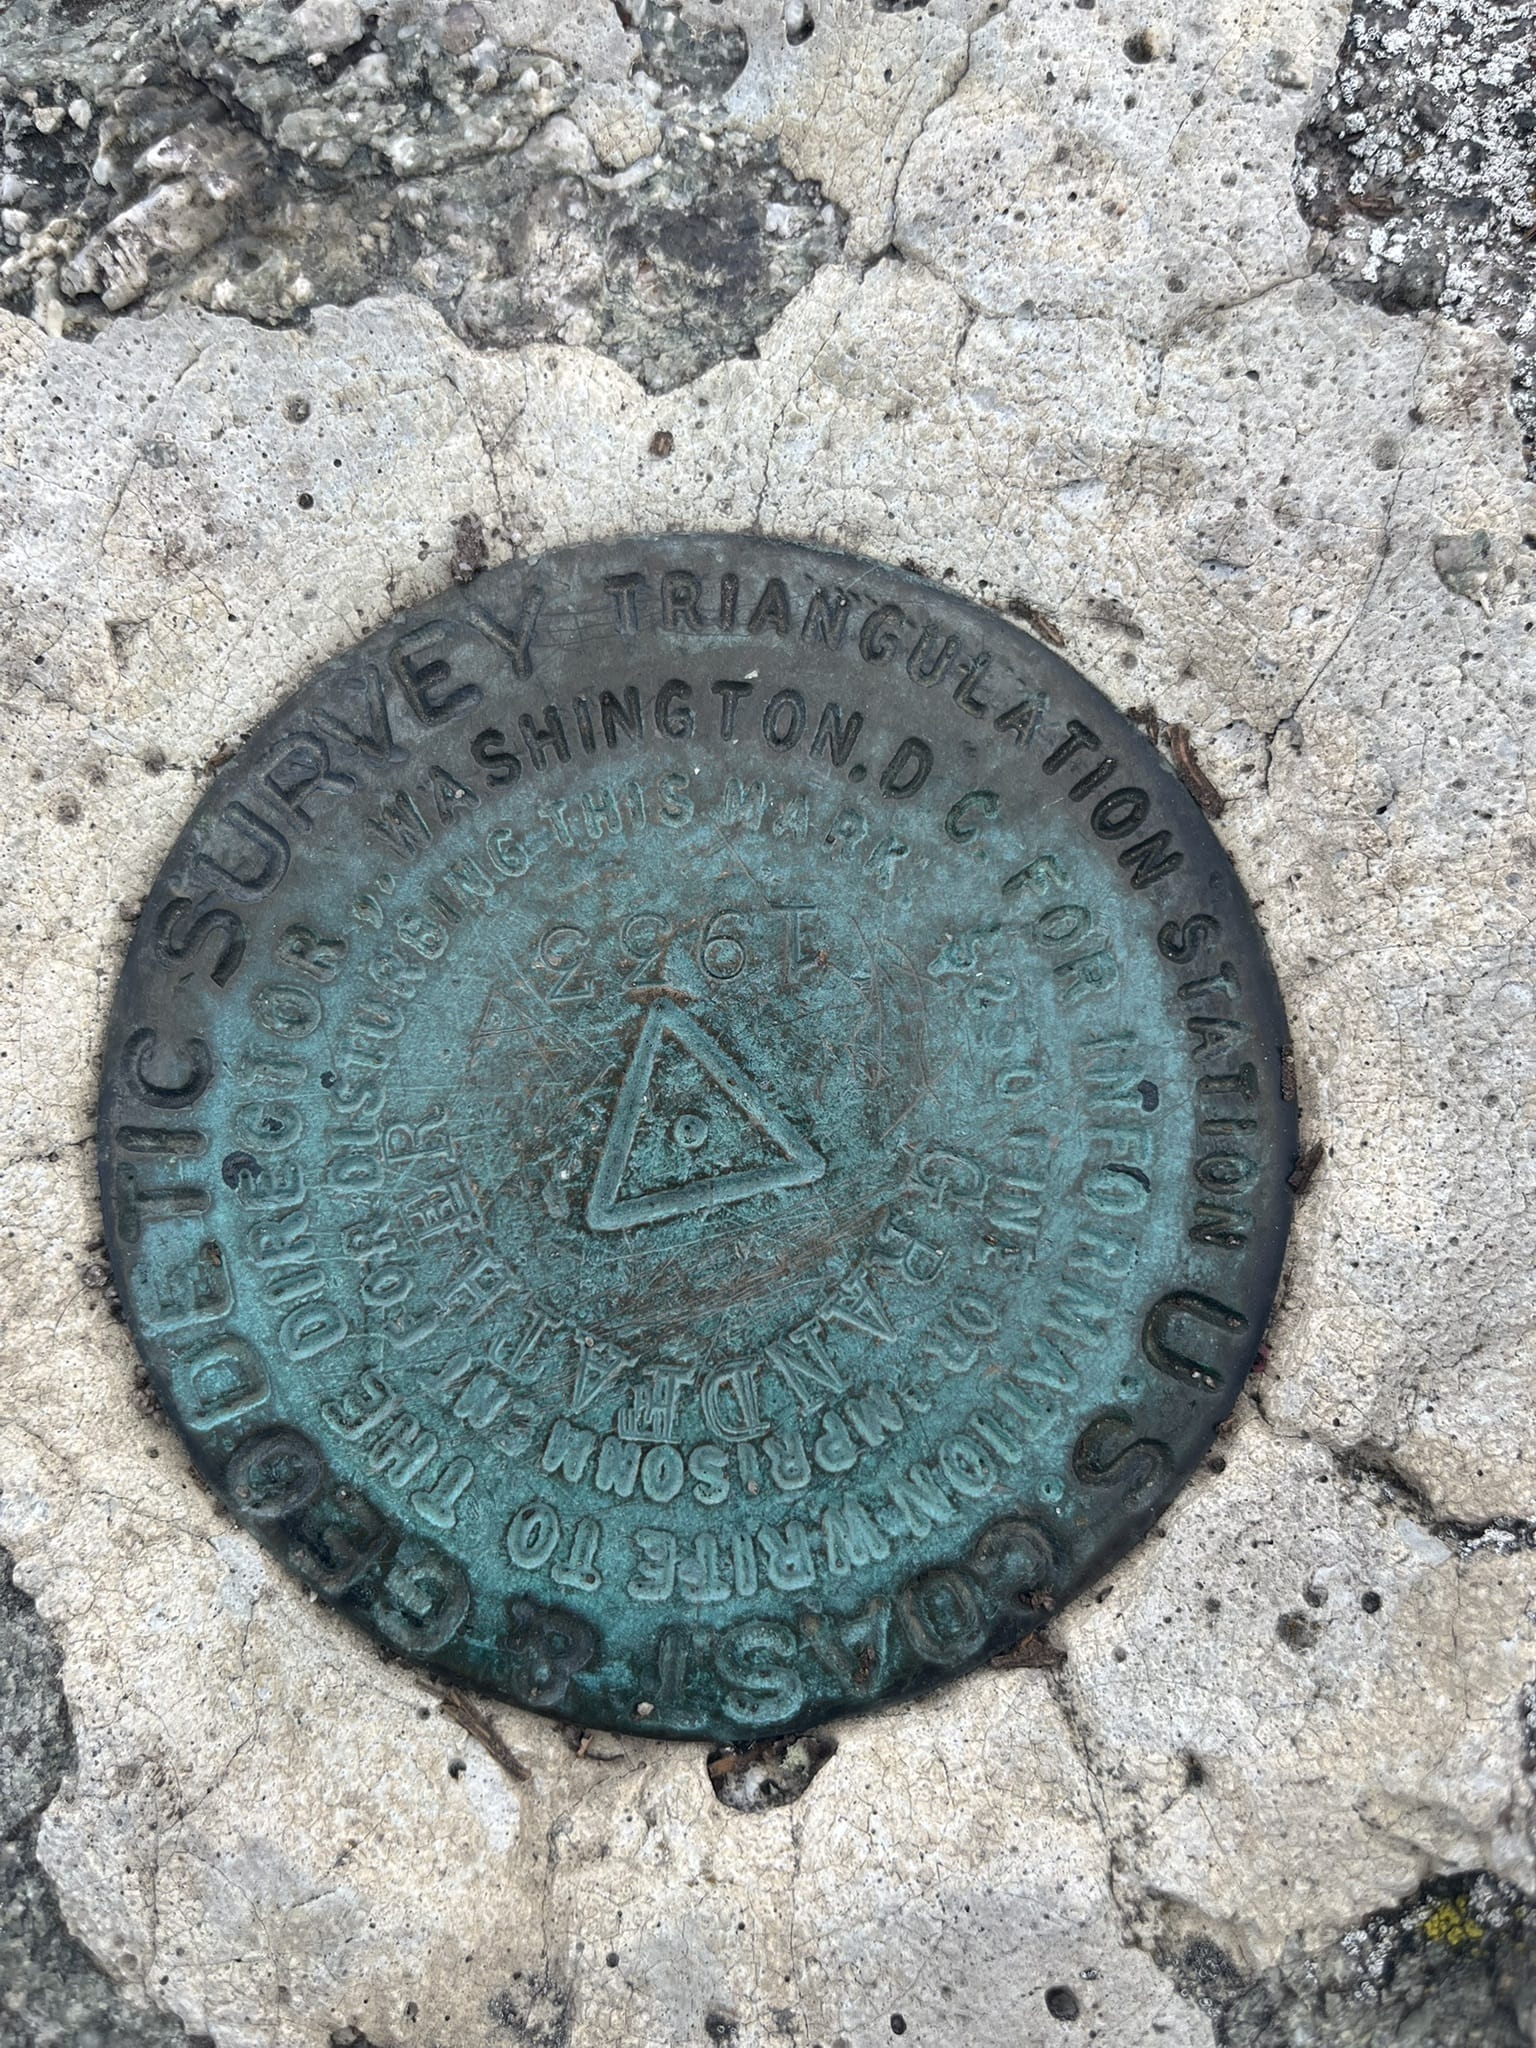 U.S. COAST & GEODETIC SURVEY
TRIANGULATION STATION
FOR INFORMATION WRITE TO THE DIRECTOR,
WASHINGTON, D.C.
$250 FINE OR IMPRISONMENT
FOR DISTURBING THIS MARK.
GRANDFATHER
1933